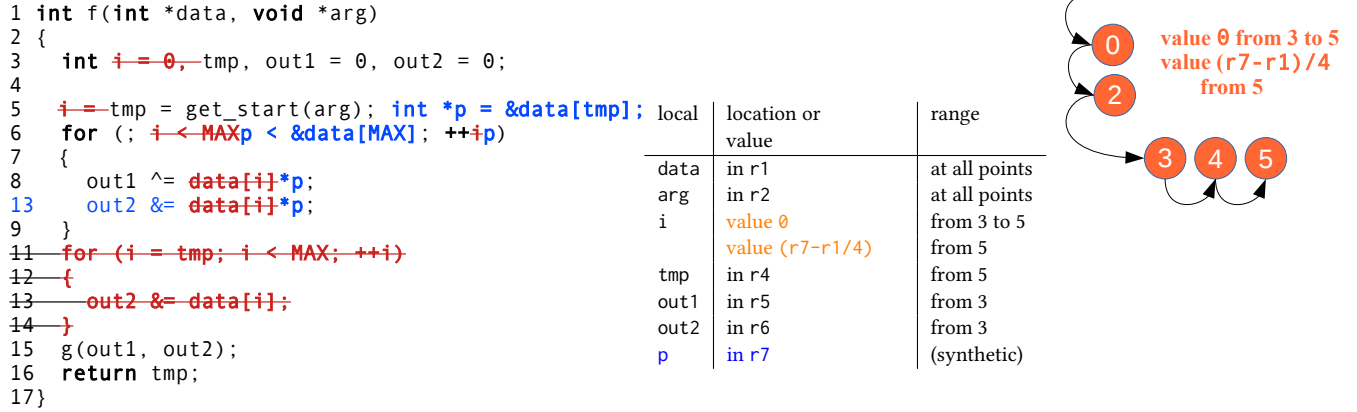 1 int f(int *data, void *arg)
2 {
3   int i = 0, tmp, out1 = 0, out2 = 0;
4
5   i = tmp = get_start(arg); int *p = &data[tmp];
6   for (; i < MAXp < &data[MAX]; ++ip)
7   {
8     out1 ^= data[i]*p;
13    out2 &= data[i]*p;
9   }
11  for (i = tmp; i < MAX; ++i)
12  {
13    out2 &= data[i];
14  }
15  g(out1, out2);
16  return tmp;
17}
local location or value range
data in r1 at all points
arg in r2 at all points
i value 0 from 3 to 5
value (r7-r1/4) from 5
tmp in r4 from 5
out1 in r5 from 3
out2 in r6 from 3
p in r7 (synthetic)
0
2
3 4 5
value 0 from 3 to 5
value (r7-r1)/4
from 5